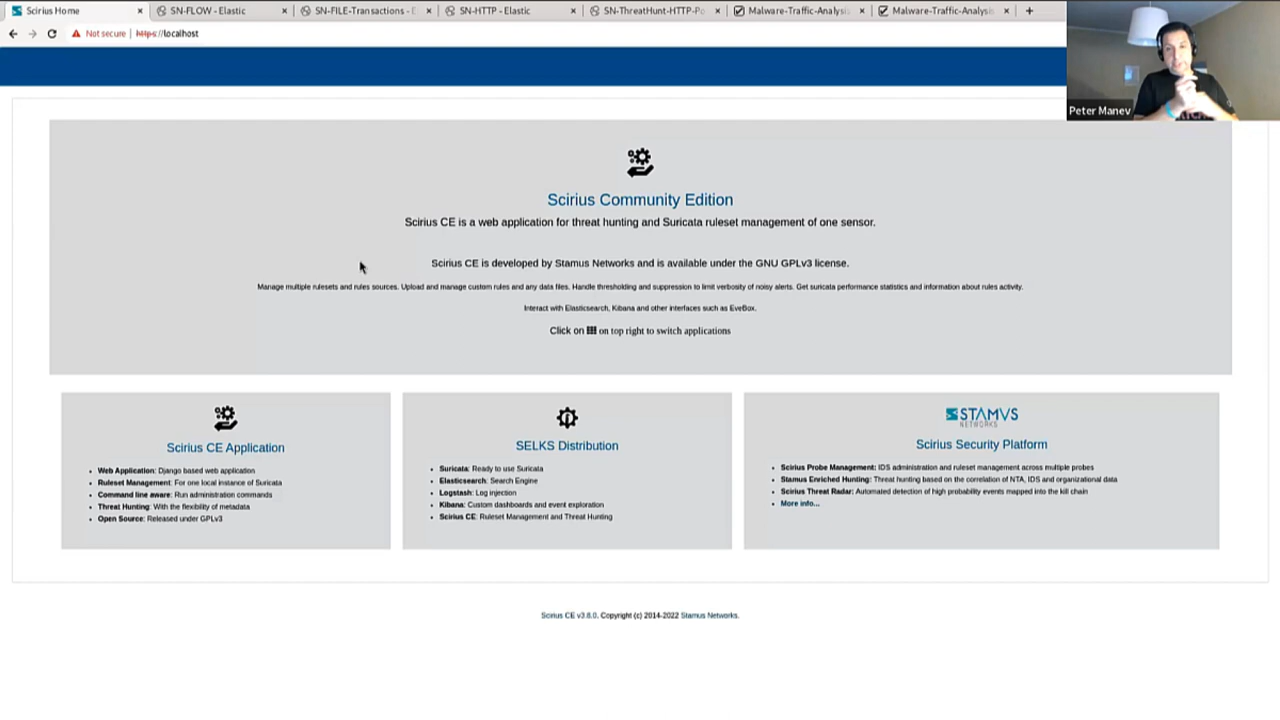 Scirius Home
SN-FLOW - Elastic
SN-FILE-Transactions - E
SN-HTTP - Elastic
SN-ThreatHunt-HTTP-Po
Malware-Traffic-Analysis
Malware-Traffic-Analysis
Not secure | https://localhost
Peter Manev
Scirius Community Edition
Scirius CE is a web application for threat hunting and Suricata ruleset management of one sensor.
Scirius CE is developed by Stamus Networks and is available under the GNU GPLv3 license.
Manage multiple rulesets and rules sources. Upload and manage custom rules and any data files. Handle thresholding and suppression to limit verbosity of noisy alerts. Get suricata performance statistics and information about rules activity.
Interact with Elasticsearch, Kibana and other interfaces such as EveBox.
Click on on top right to switch applications
Scirius CE Application
Web Application: Django based web application
Ruleset Management: For one local instance of Suricata
Command line aware: Run administration commands
Threat Hunting: With the flexibility of metadata
Open Source: Released under GPLv3
SELKS Distribution
Suricata: Ready to use Suricata
Elasticsearch: Search Engine
Logstash: Log injection
Kibana: Custom dashboards and event exploration
Scirius CE: Ruleset Management and Threat Hunting
STAMUS
NETWORKS
Scirius Security Platform
Scirius Probe Management: IDS administration and ruleset management across multiple probes
Stamus Enriched Hunting: Threat hunting based on the correlation of NTA, IDS and organizational data
Scirius Threat Radar: Automated detection of high probability events mapped into the kill chain
More info...
Scirius CE v3.8.0. Copyright (c) 2014-2022 Stamus Networks.